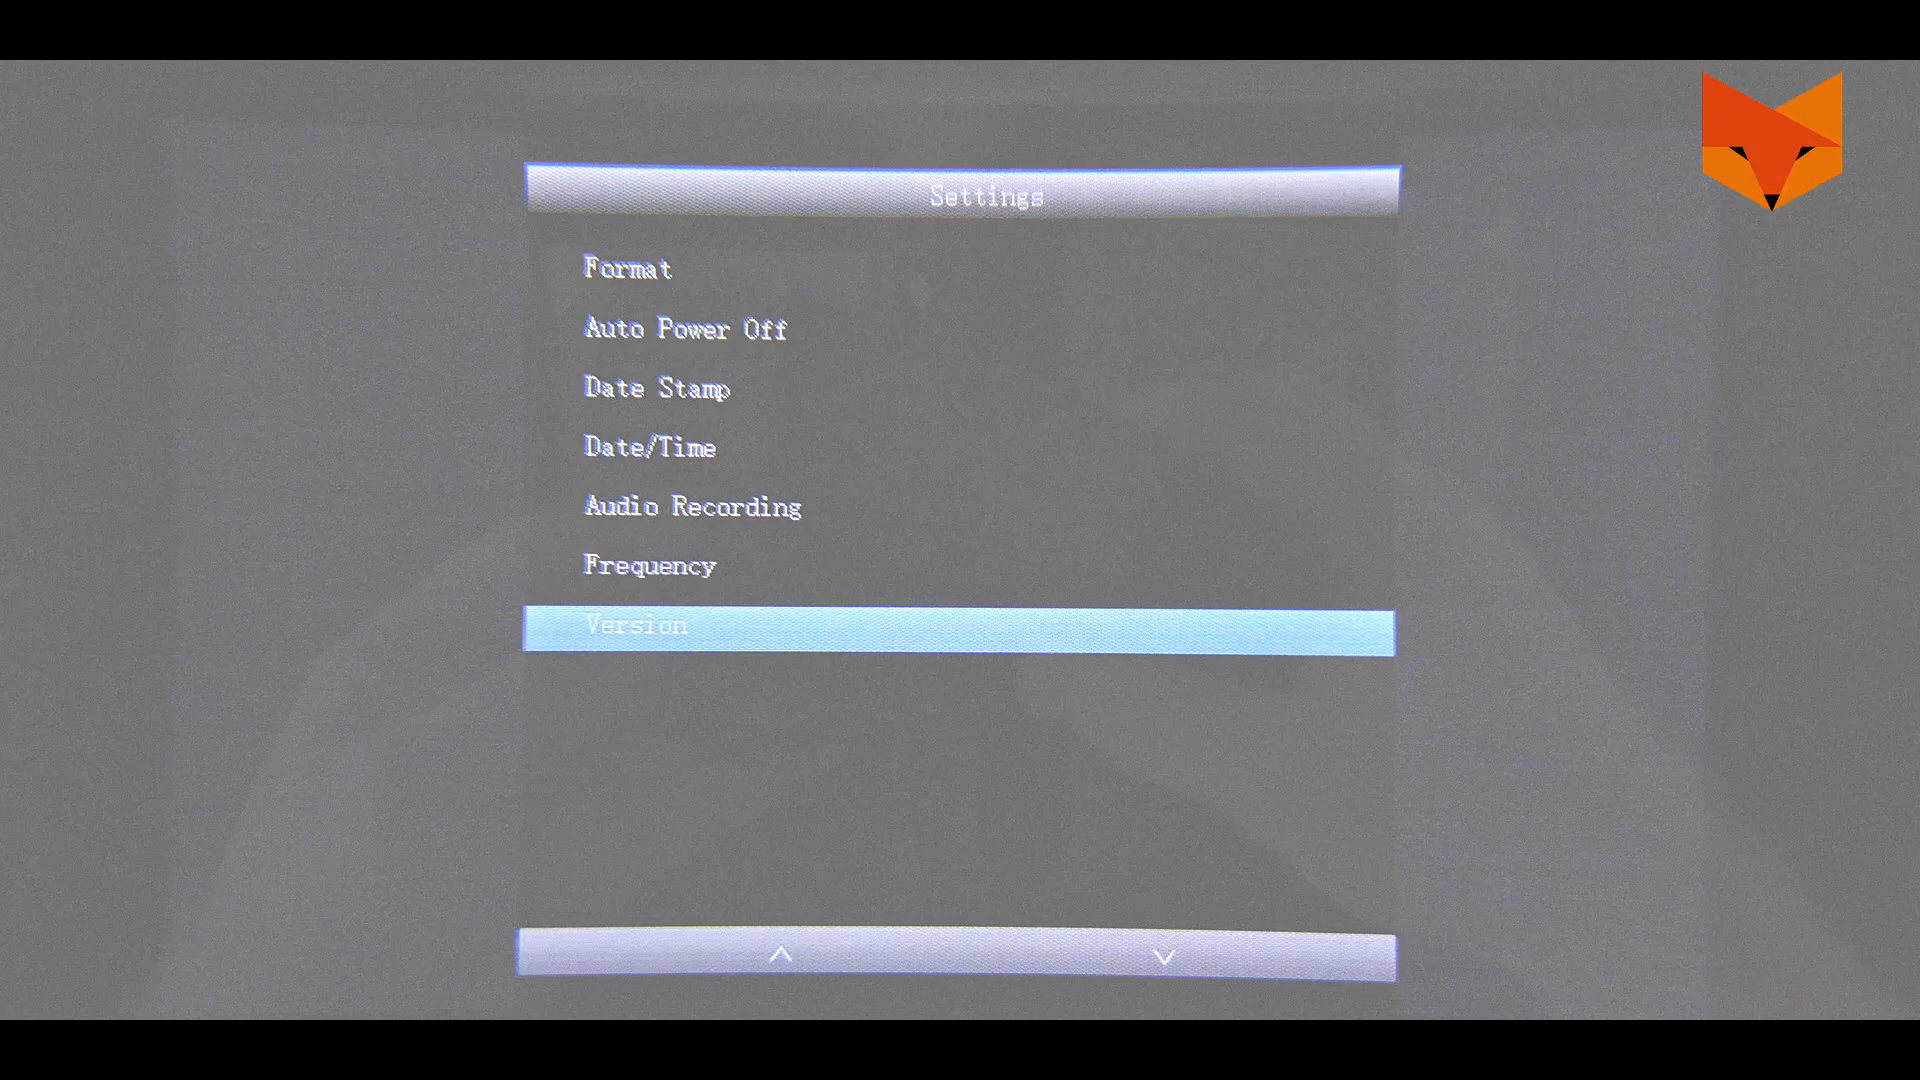 Settings
Format
Auto Power Off
Date Stamp
Date/Time
Audio Recording
Frequency
Version